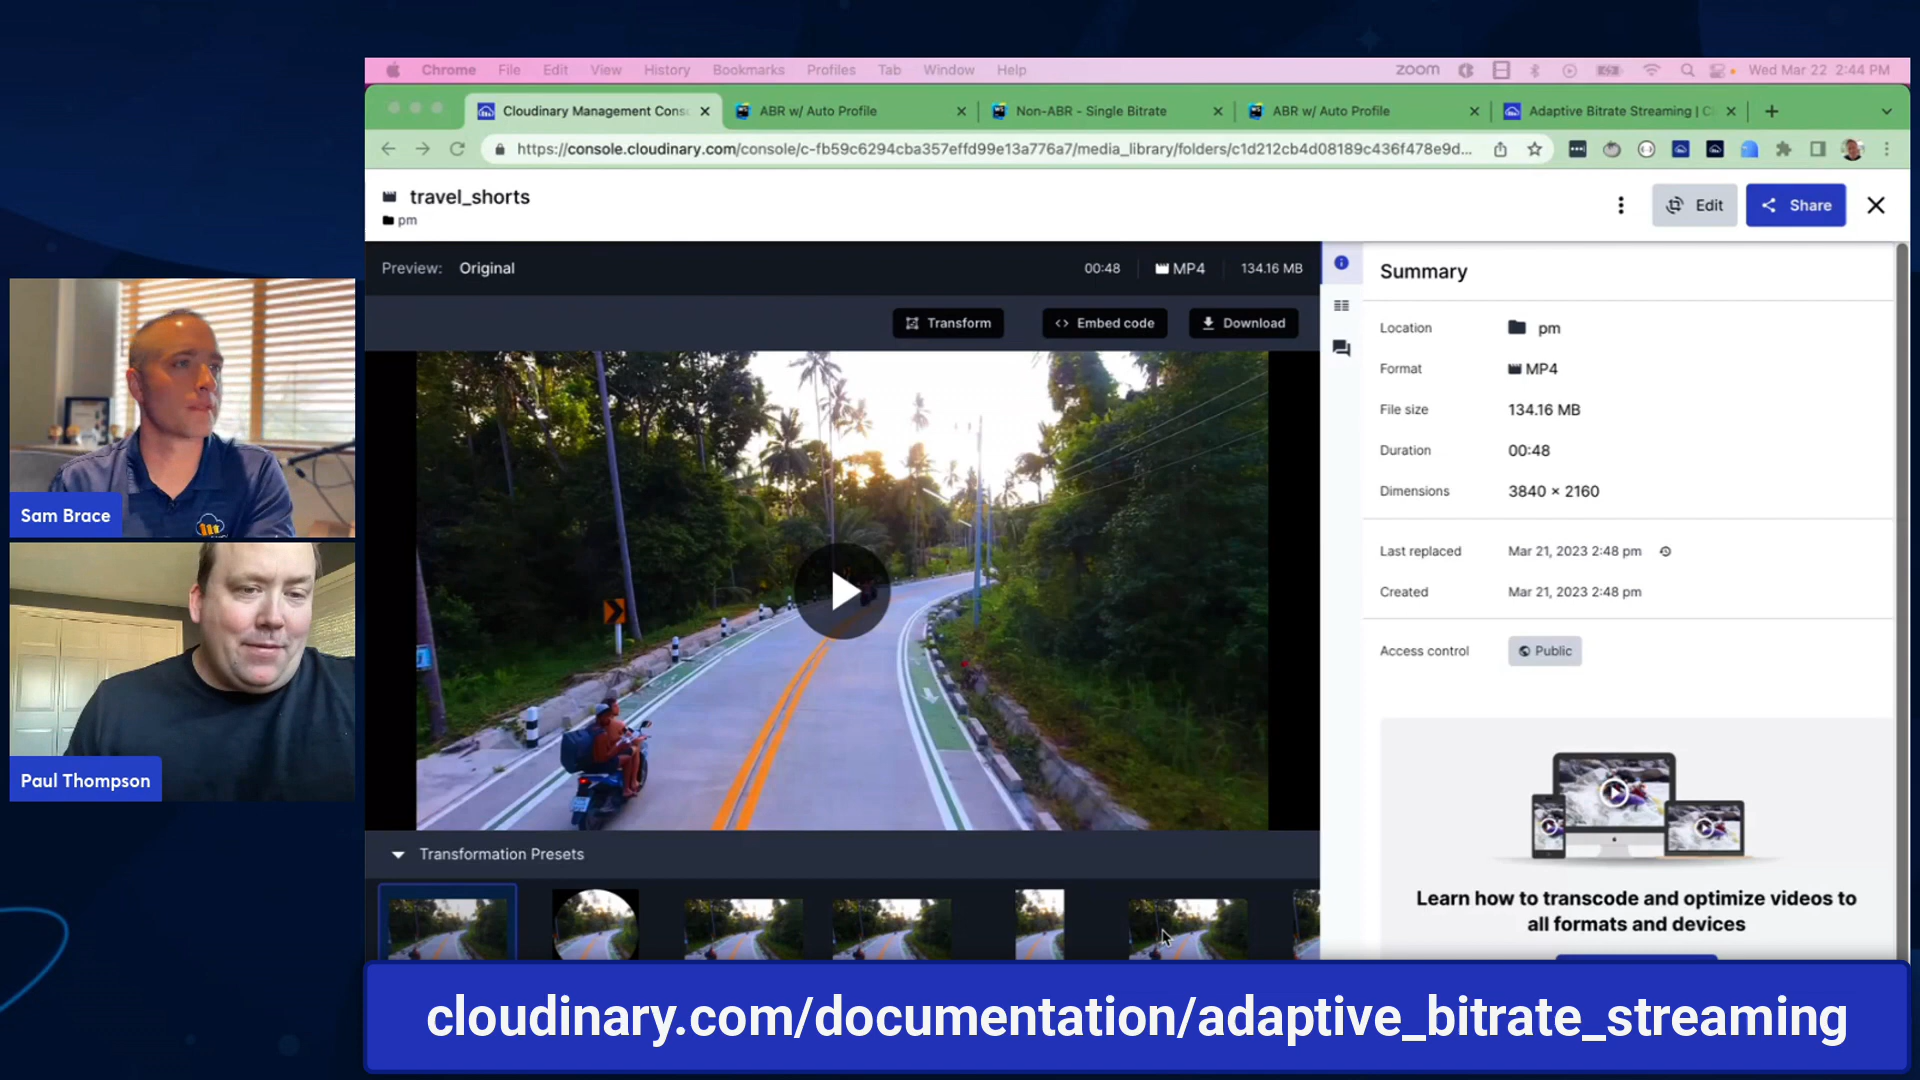 Chrome File Edit View History Bookmarks Profiles Tab Window Help
zoom Wed Mar 22 2:44 PM
Cloudinary Management Cons
ABR w/ Auto Profile
Non-ABR - Single Bitrate
ABR w/ Auto Profile
Adaptive Bitrate Streaming | C
https://console.cloudinary.com/console/c-fb59c6294cba357effd99e13a776a7/media_library/folders/c1d212cb4d08189c436f478e9d...
travel_shorts
pm
Edit
Share
Preview: Original
00:48
MP4
134.16 MB
Transform
Embed code
Download
Summary
Location pm
Format MP4
File size 134.16 MB
Duration 00:48
Dimensions 3840 × 2160
Last replaced Mar 21, 2023 2:48 pm
Created Mar 21, 2023 2:48 pm
Access control Public
Learn how to transcode and optimize videos to
all formats and devices
Transformation Presets
Sam Brace
Paul Thompson
cloudinary.com/documentation/adaptive_bitrate_streaming